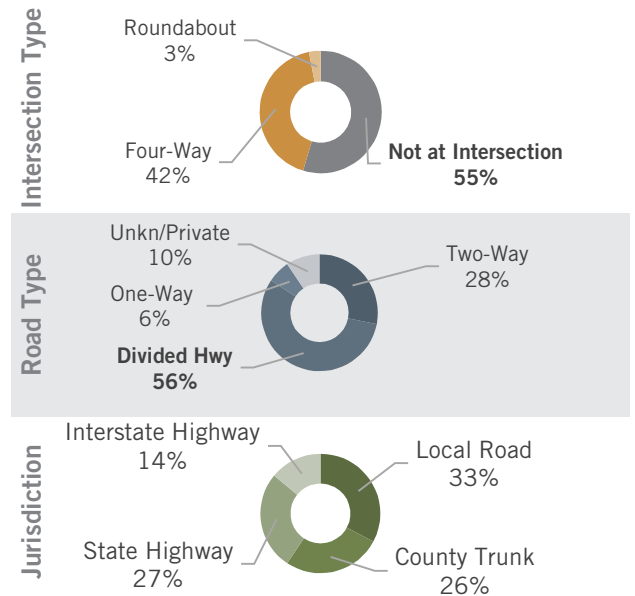 Intersection Type
Roundabout
3%
Four-Way
42%
Not at Intersection
55%
Road Type
Unkn/Private
10%
One-Way
6%
Divided Hwy
56%
Two-Way
28%
Jurisdiction
Interstate Highway
14%
State Highway
27%
Local Road
33%
County Trunk
26%